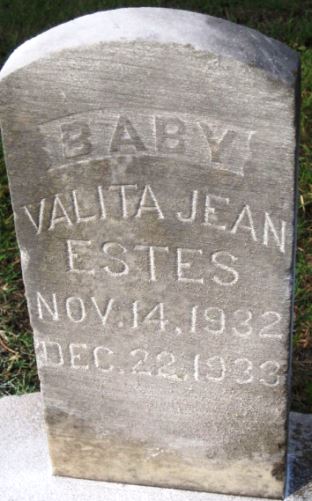 BABY
VALITA JEAN
ESTES
NOV. 14, 1932
DEC. 22, 1933